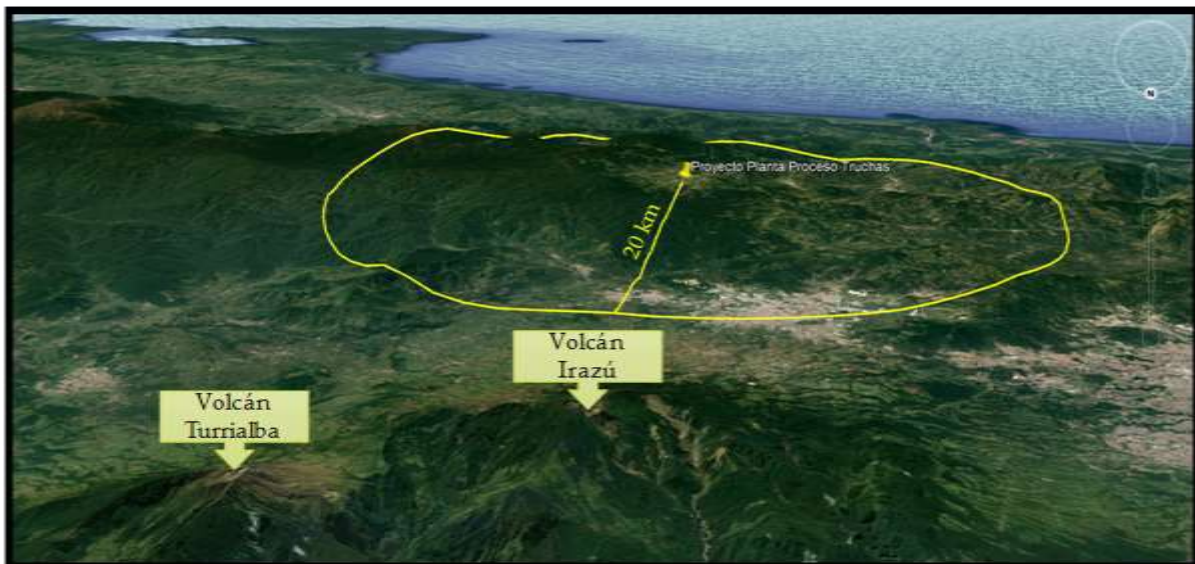 N
Proyecto Planta Proceso Truchas
20 km
Volcán
Irazú
Volcán
Turrialba